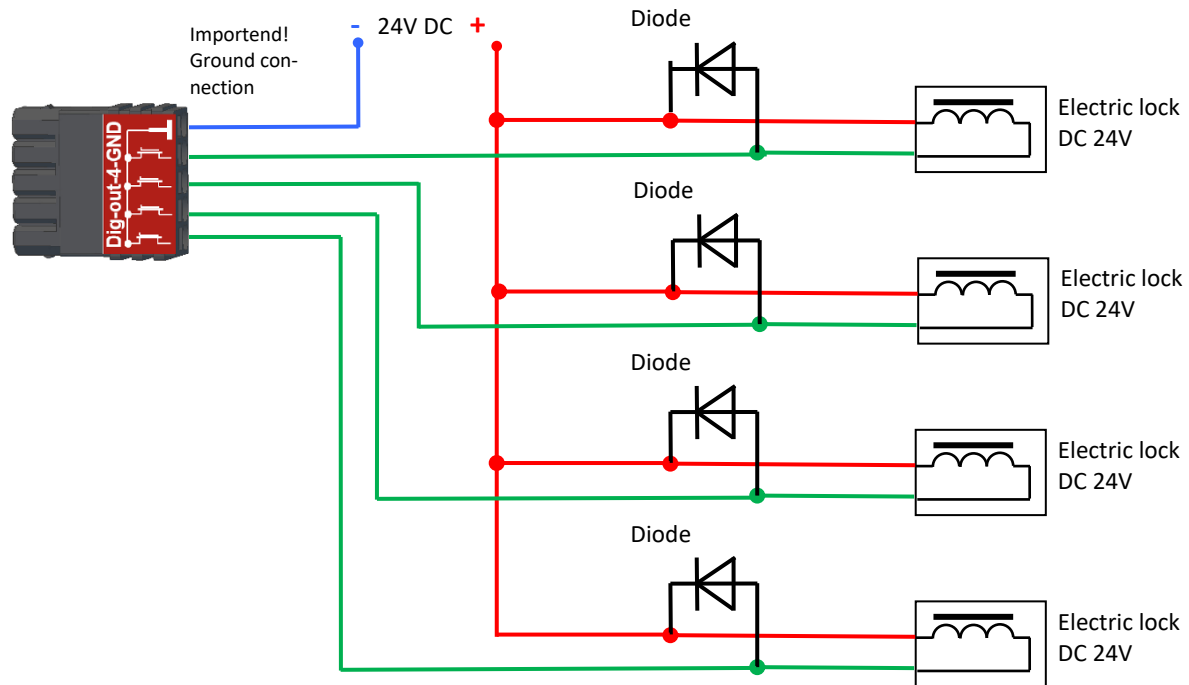 Importend!
Ground con-
nection
- 24V DC +
Diode
Dig-out-4-GND
Electric lock
DC 24V
Diode
Electric lock
DC 24V
Diode
Electric lock
DC 24V
Diode
Electric lock
DC 24V